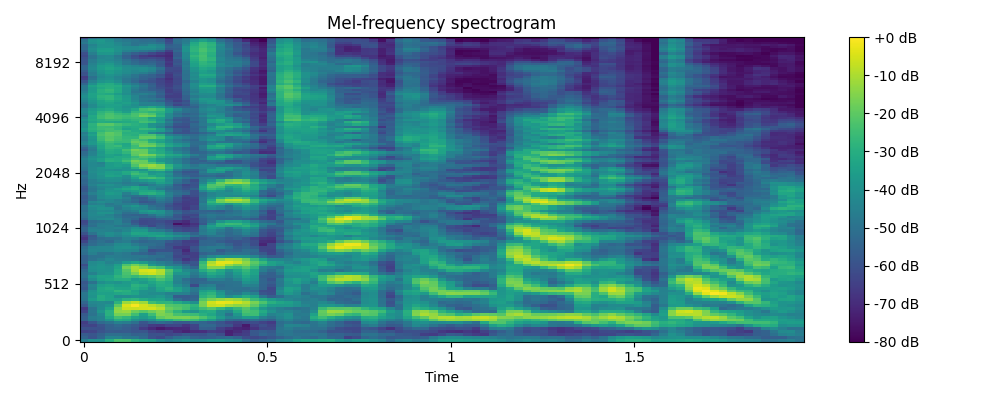 Mel-frequency spectrogram
8192
4096
2048
1024
512
0
Hz
0
0.5
1
1.5
Time
+0 dB
-10 dB
-20 dB
-30 dB
-40 dB
-50 dB
-60 dB
-70 dB
-80 dB